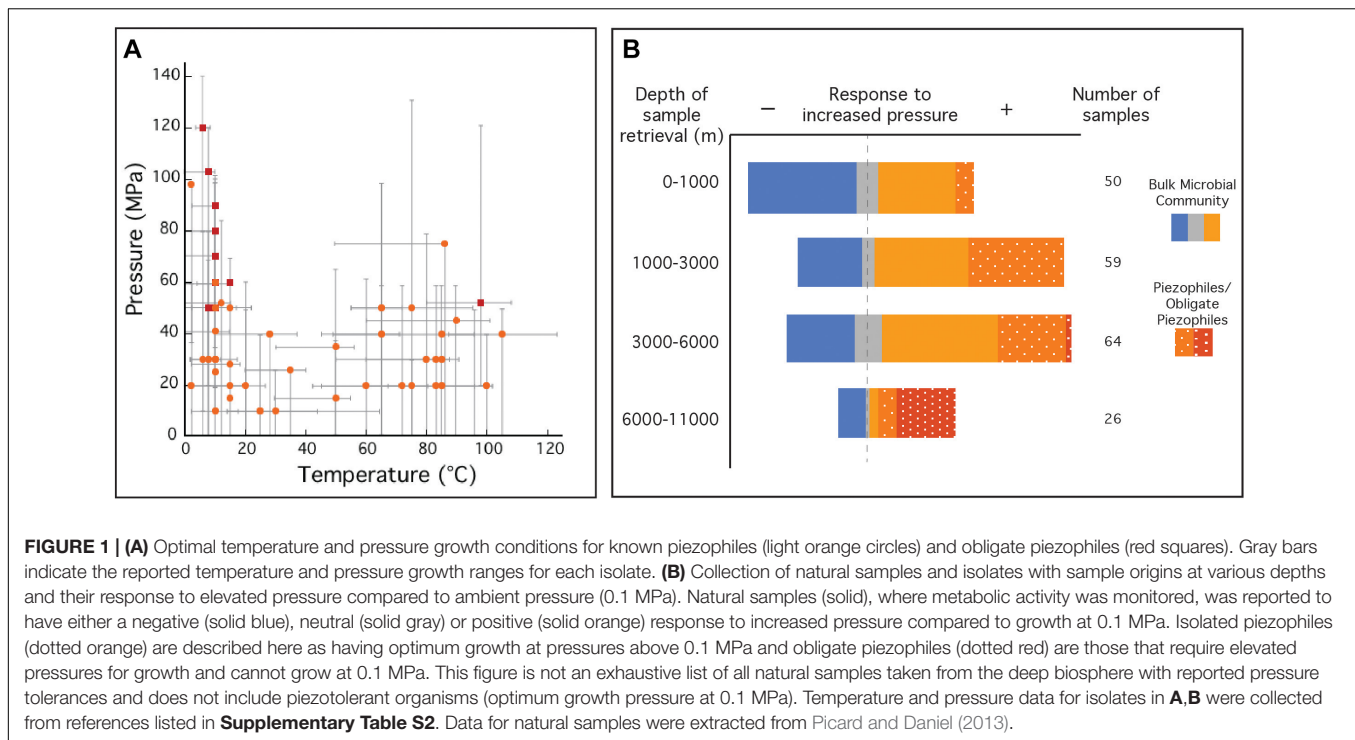 A
Pressure (MPa)
140
120
100
80
60
40
20
0
0 20 40 60 80 100 120
Temperature (°C)
B
Depth of sample retrieval (m)
− Response to increased pressure +
Number of samples
0-1000 50
1000-3000 59
3000-6000 64
6000-11000 26
Bulk Microbial Community
Piezophiles/ Obligate Piezophiles
FIGURE 1 | (A) Optimal temperature and pressure growth conditions for known piezophiles (light orange circles) and obligate piezophiles (red squares). Gray bars
indicate the reported temperature and pressure growth ranges for each isolate. (B) Collection of natural samples and isolates with sample origins at various depths
and their response to elevated pressure compared to ambient pressure (0.1 MPa). Natural samples (solid), where metabolic activity was monitored, was reported to
have either a negative (solid blue), neutral (solid gray) or positive (solid orange) response to increased pressure compared to growth at 0.1 MPa. Isolated piezophiles
(dotted orange) are described here as having optimum growth at pressures above 0.1 MPa and obligate piezophiles (dotted red) are those that require elevated
pressures for growth and cannot grow at 0.1 MPa. This figure is not an exhaustive list of all natural samples taken from the deep biosphere with reported pressure
tolerances and does not include piezotolerant organisms (optimum growth pressure at 0.1 MPa). Temperature and pressure data for isolates in A,B were collected
from references listed in Supplementary Table S2. Data for natural samples were extracted from Picard and Daniel (2013).